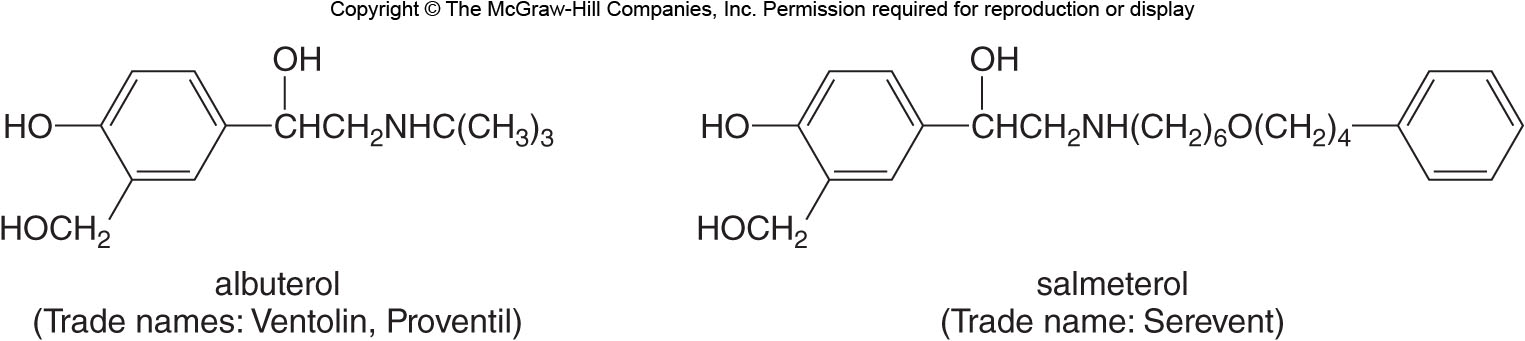 Copyright © The McGraw-Hill Companies, Inc. Permission required for reproduction or display
OH
HO
CHCH₂NHC(CH₃)₃
HOCH₂
albuterol
(Trade names: Ventolin, Proventil)
OH
HO
CHCH₂NH(CH₂)₆O(CH₂)₄
HOCH₂
salmeterol
(Trade name: Serevent)